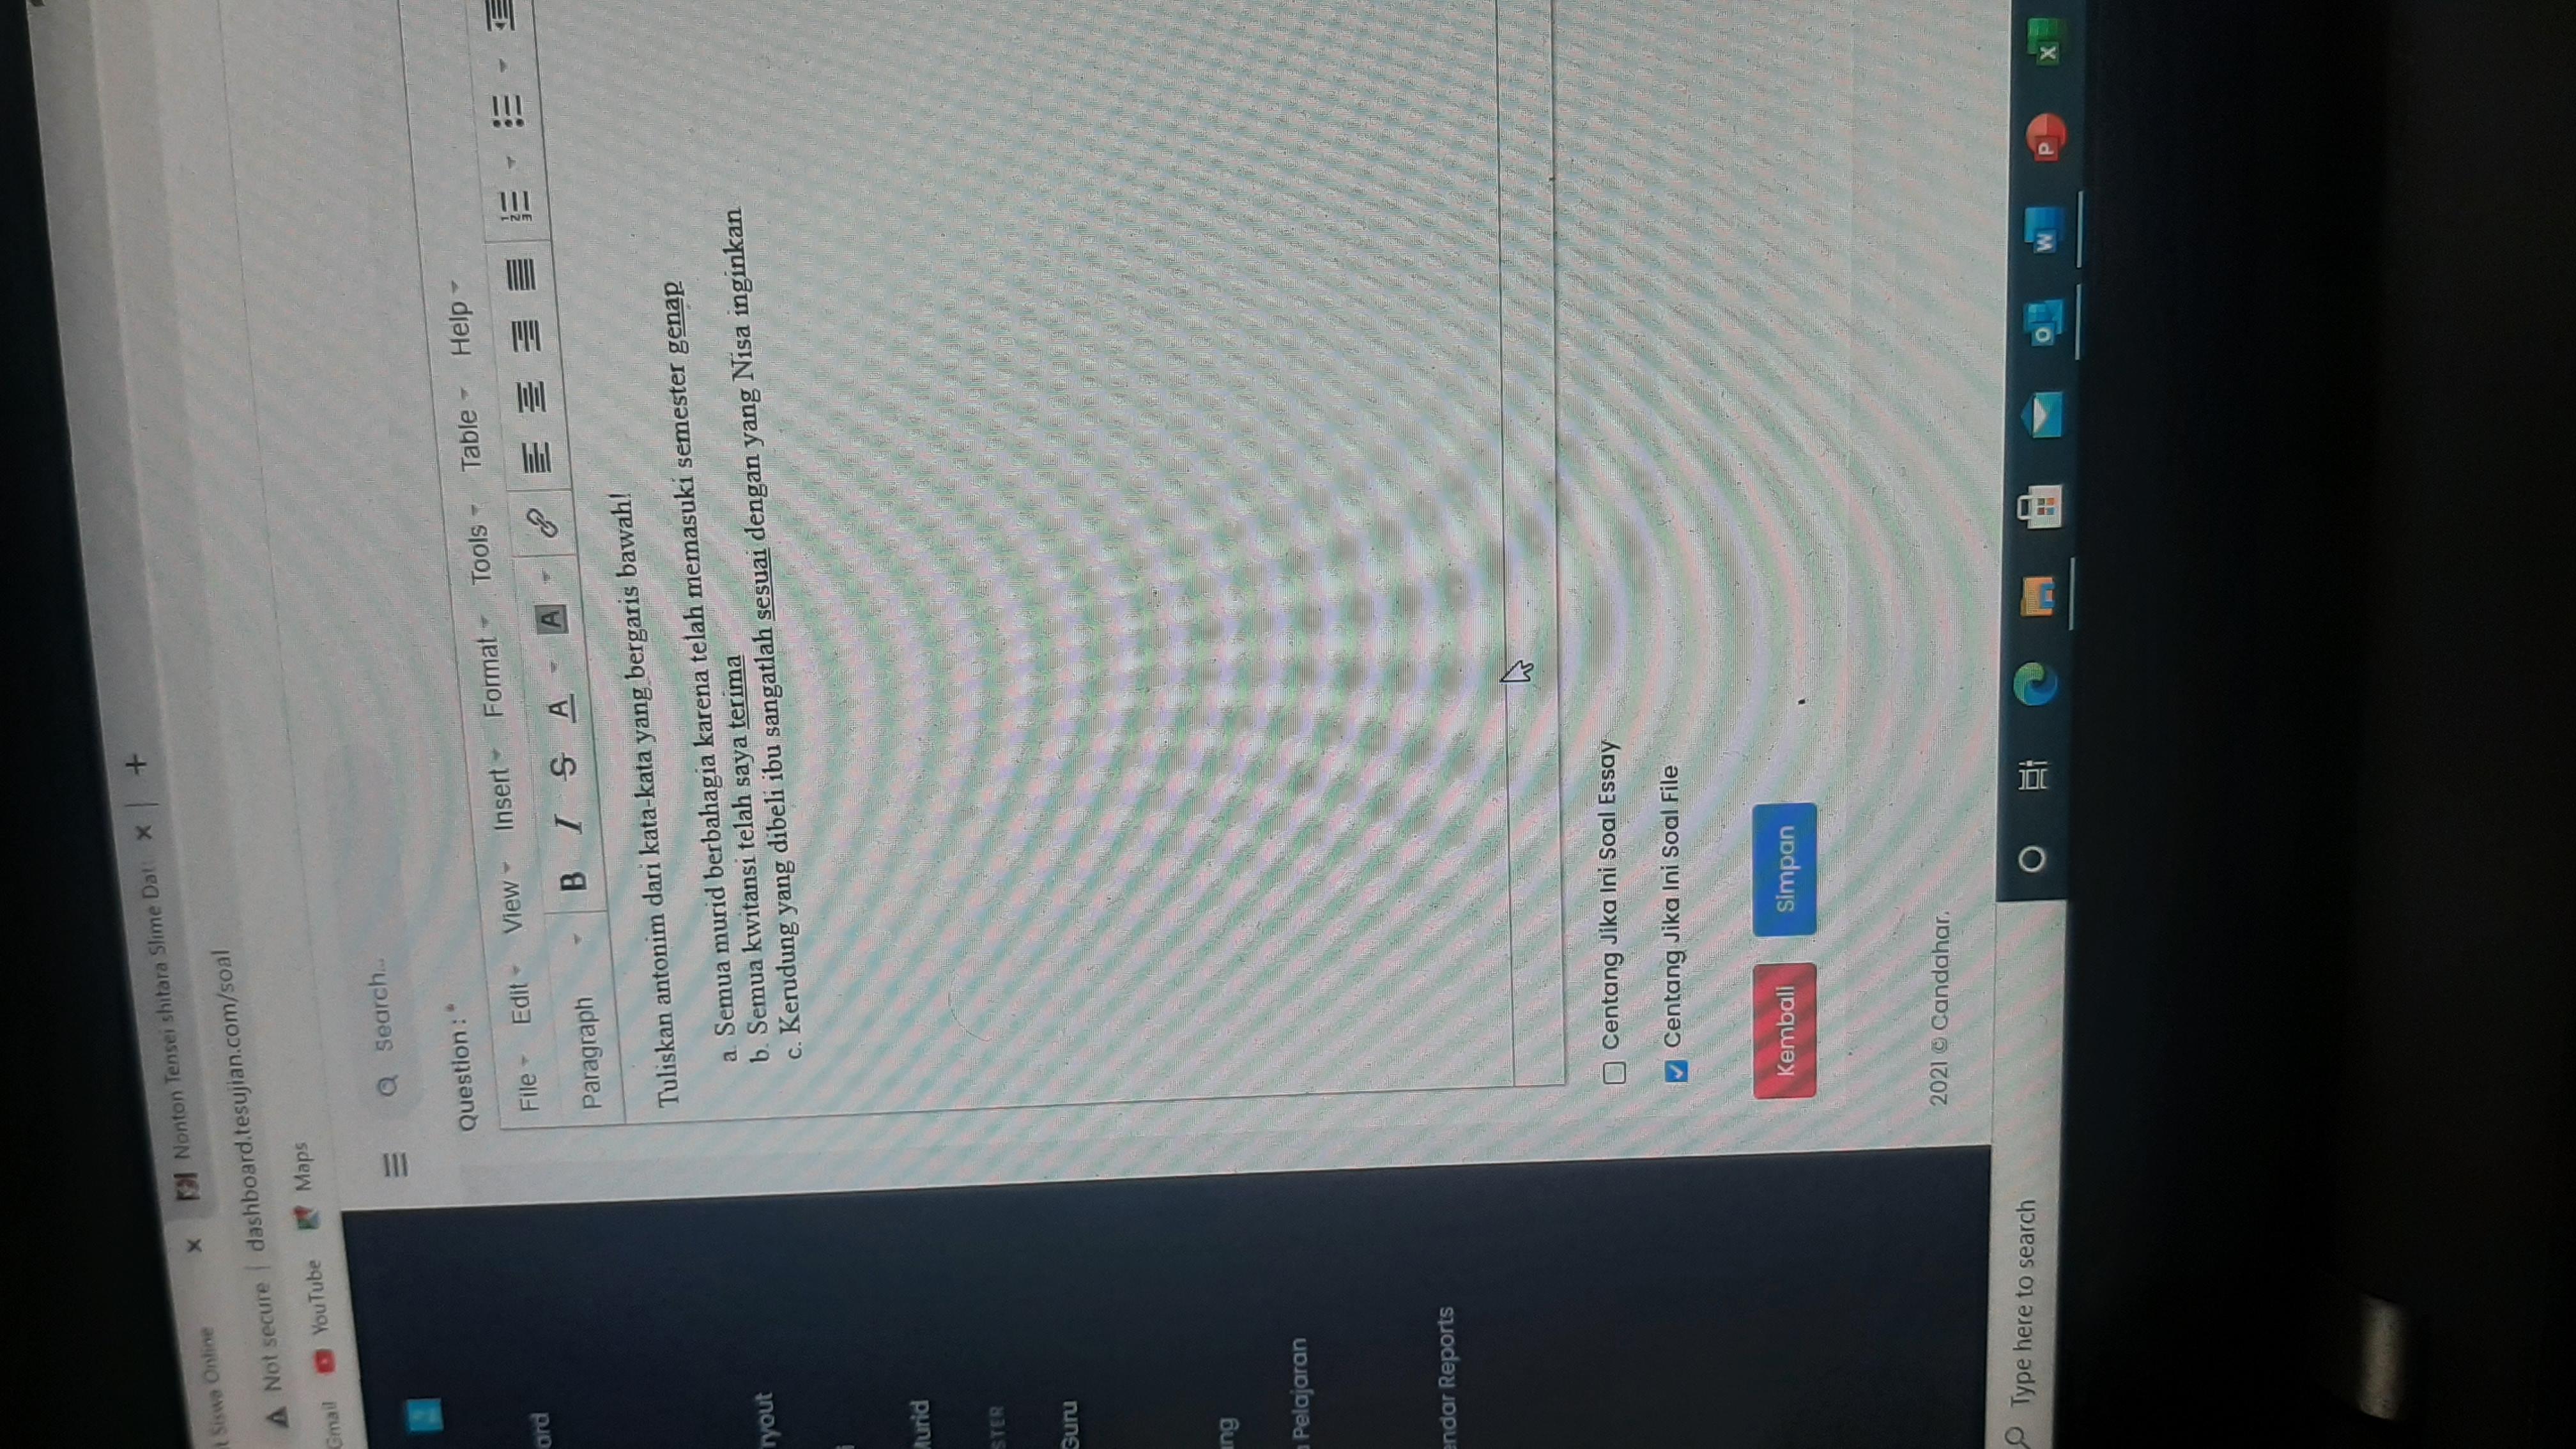 t Siswa Online
Nonton Tensei shitara Slime Dat
Not secure | dashboard.tesujian.com/soal
Gmail YouTube Maps
Search...
Question : *
File Edit View Insert Format Tools Table Help
Paragraph B I S A A
Tuliskan antonim dari kata-kata yang bergaris bawah!
a. Semua murid berbahagia karena telah memasuki semester genap
b. Semua kwitansi telah saya terima
c. Kerudung yang dibeli ibu sangatlah sesuai dengan yang Nisa inginkan
ard
ryout
i
Murid
STER
Guru
ang
Pelajaran
endar Reports
Centang Jika Ini Soal Essay
Centang Jika Ini Soal File
Kembali Simpan
2021 © Candahar.
Type here to search